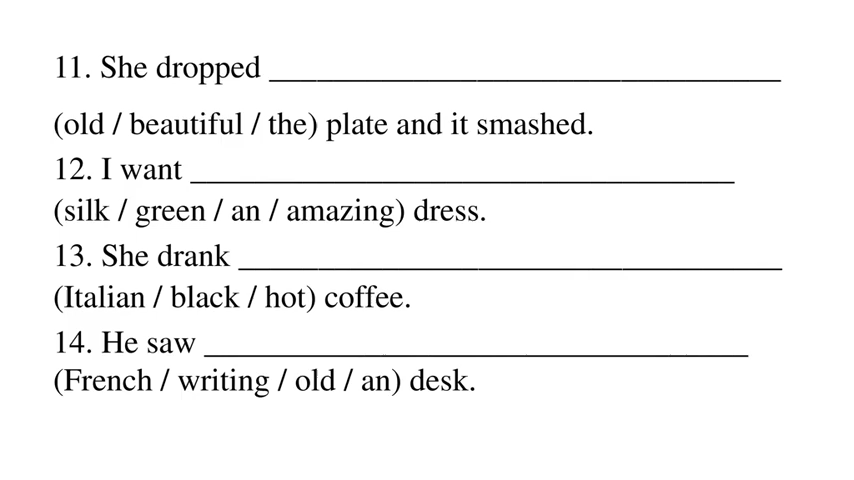 11. She dropped ________________________________
(old / beautiful / the) plate and it smashed.
12. I want __________________________________
(silk / green / an / amazing) dress.
13. She drank __________________________________
(Italian / black / hot) coffee.
14. He saw __________________________________
(French / writing / old / an) desk.